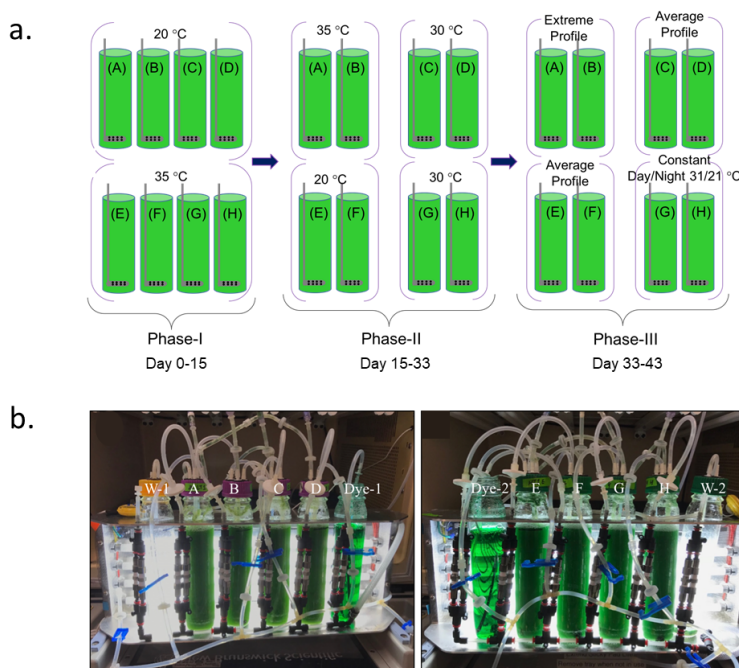 a.
20 °C
(A) (B) (C) (D)
35 °C
(E) (F) (G) (H)
Phase-I
Day 0-15
35 °C
30 °C
(A) (B)
(C) (D)
20 °C
30 °C
(E) (F)
(G) (H)
Phase-II
Day 15-33
Extreme
Profile
Average
Profile
(A) (B)
(C) (D)
Average
Profile
Constant
Day/Night 31/21 °C
(E) (F)
(G) (H)
Phase-III
Day 33-43
b.
W-1 A B C D Dye-1
Dye-2 E F G H W-2